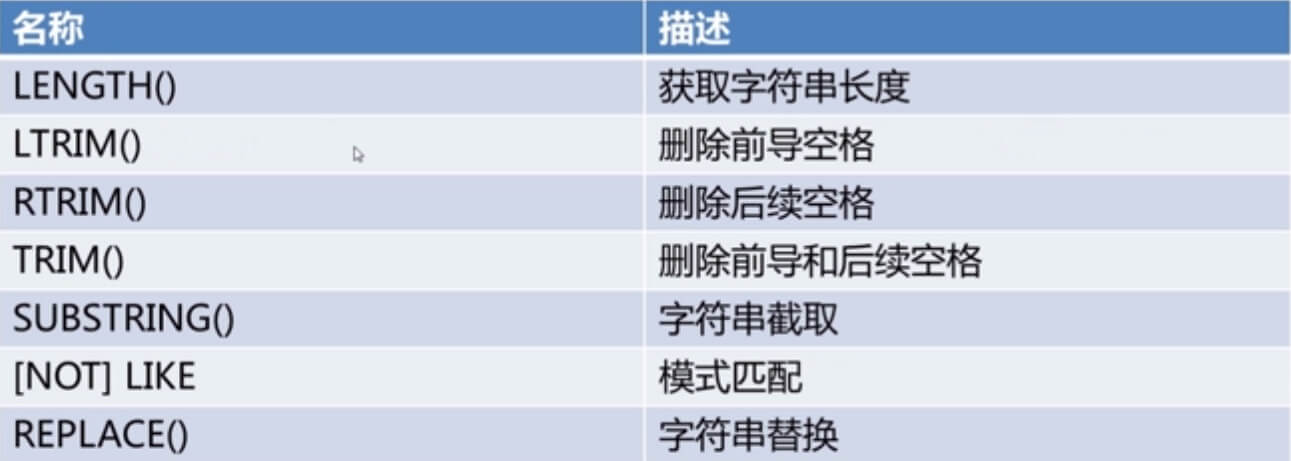 名称 描述
LENGTH() 获取字符串长度
LTRIM() 删除前导空格
RTRIM() 删除后续空格
TRIM() 删除前导和后续空格
SUBSTRING() 字符串截取
[NOT] LIKE 模式匹配
REPLACE() 字符串替换